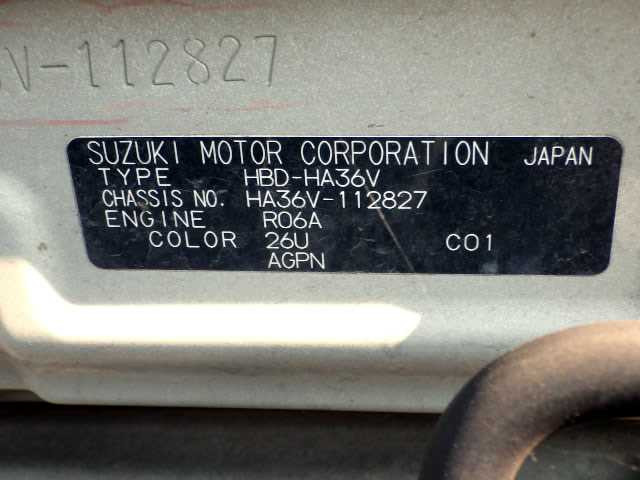 V-112827
SUZUKI MOTOR CORPORATION JAPAN
TYPE HBD-HA36V
CHASSIS NO. HA36V-112827
ENGINE R06A
COLOR 26U C01
AGPN